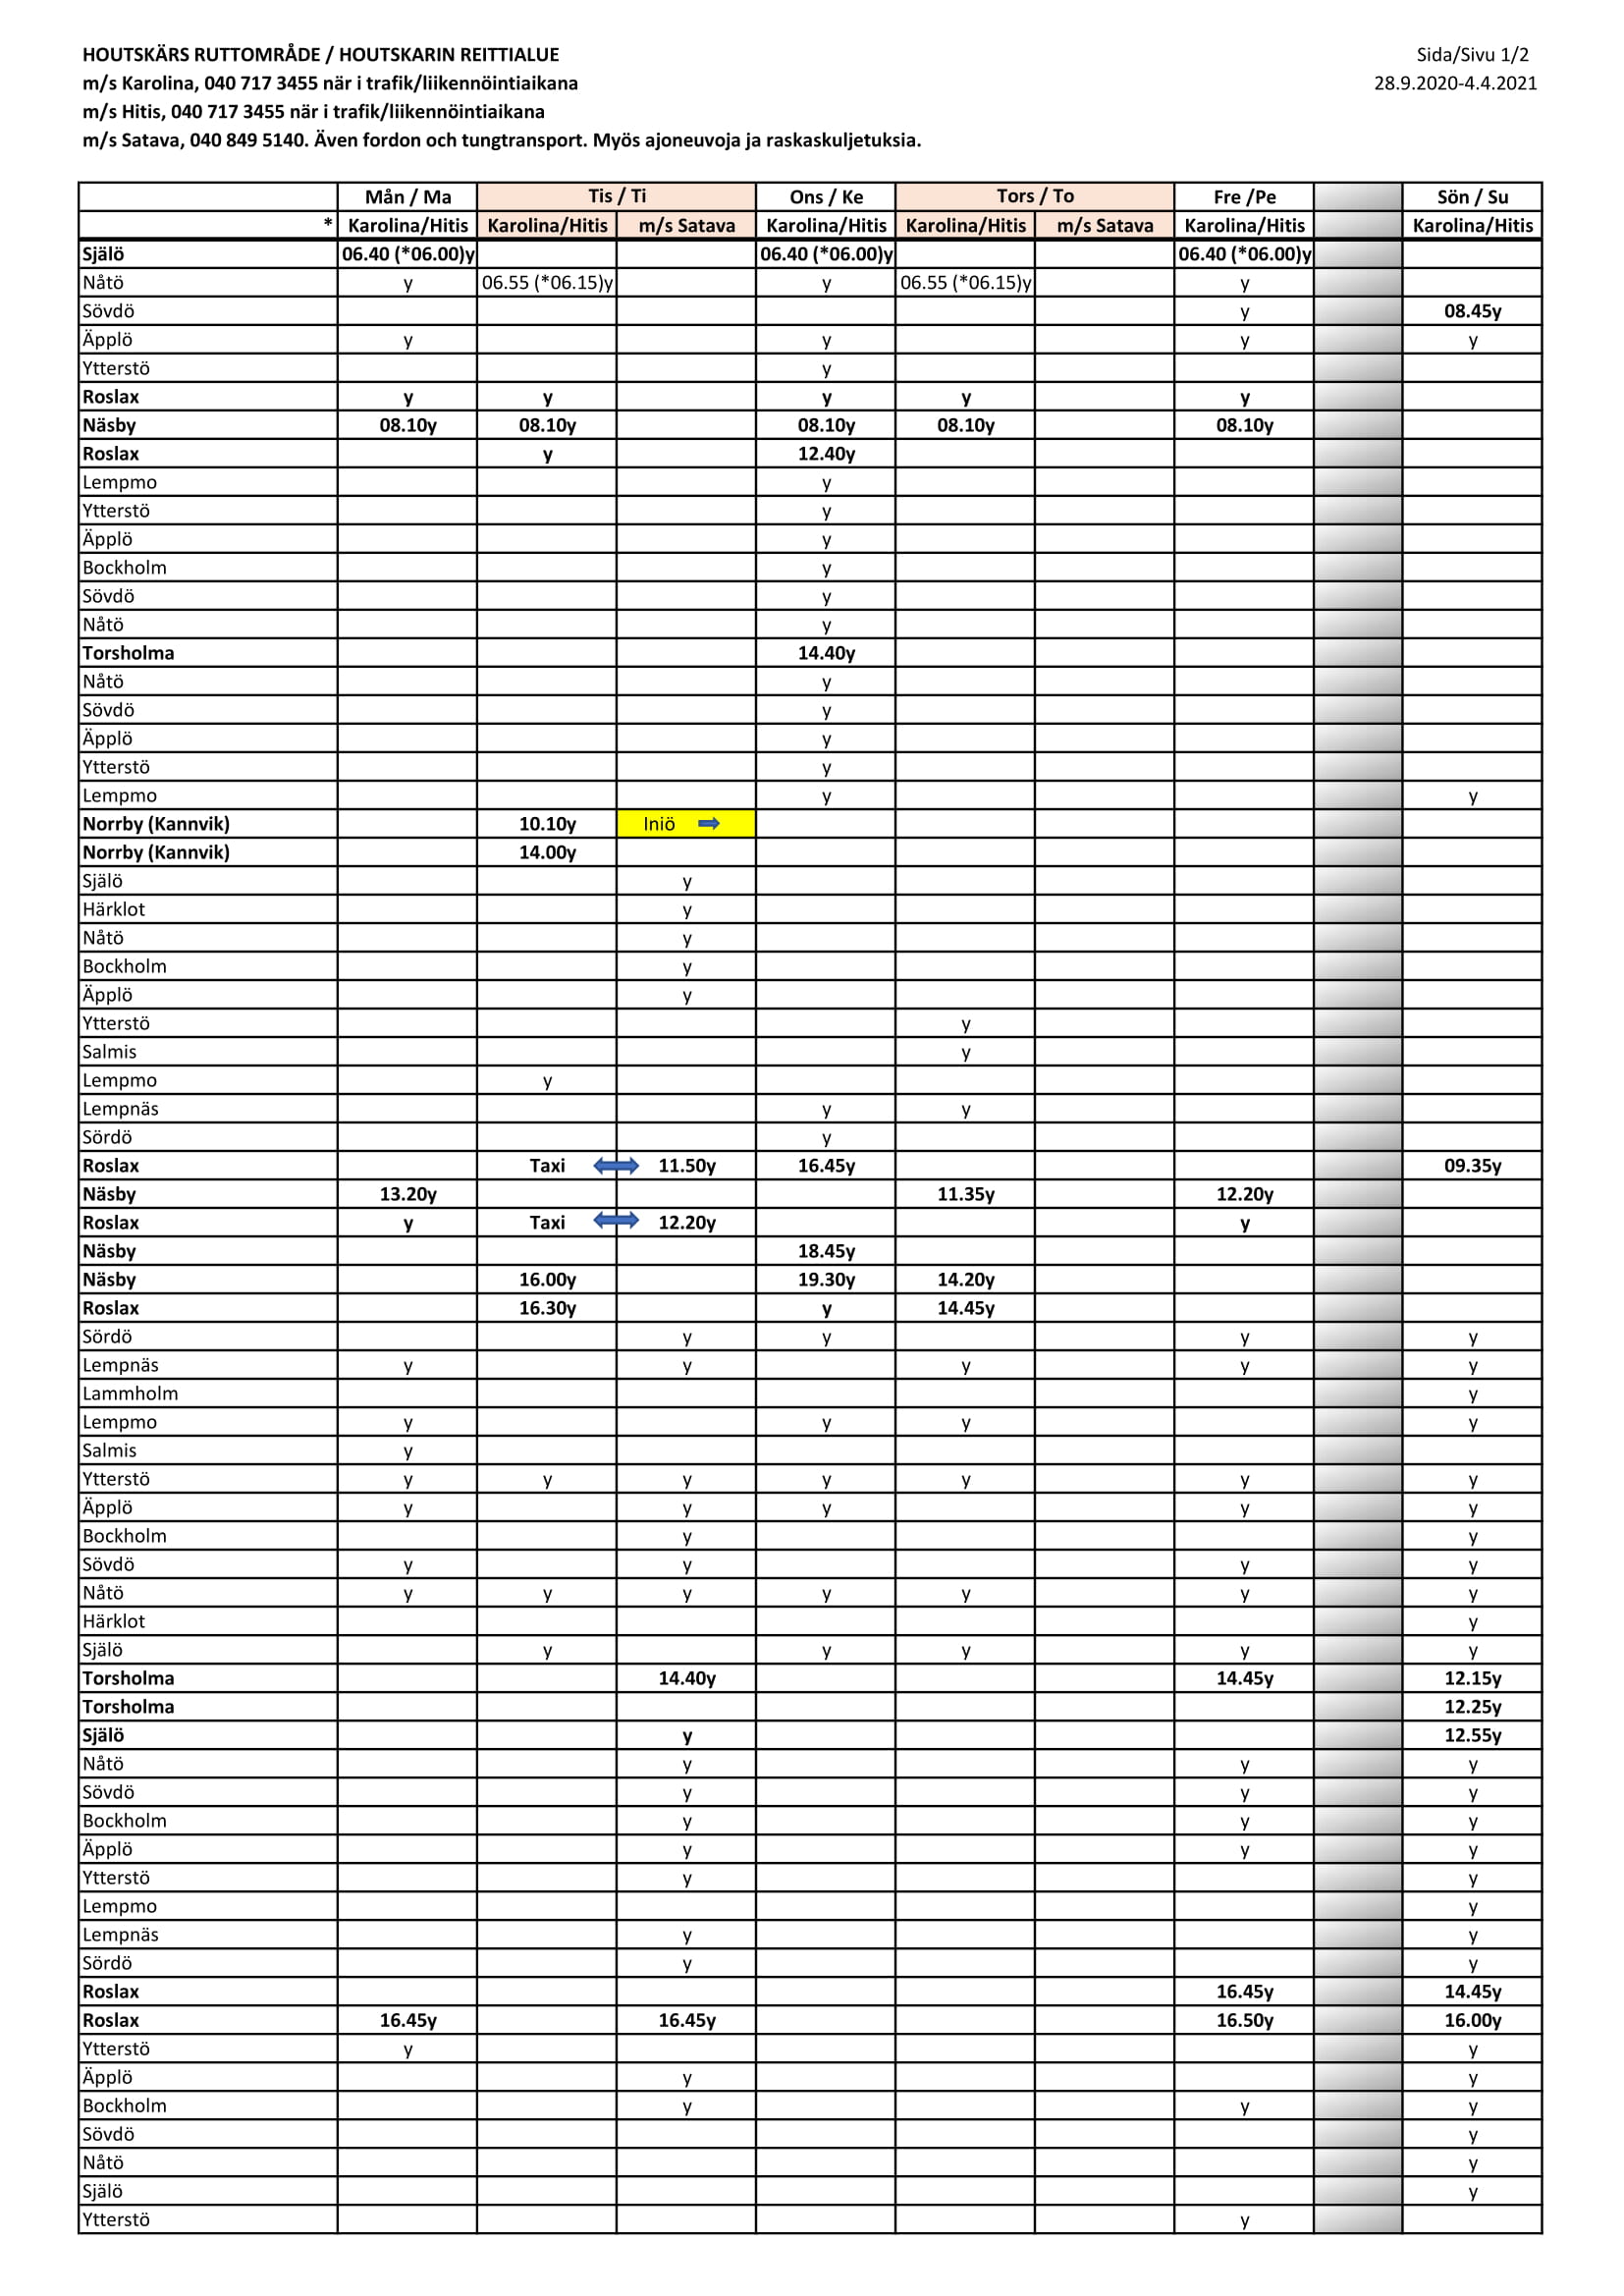 HOUTSKÄRS RUTTOMRÅDE / HOUTSKARIN REITTIALUE Sida/Sivu 1/2
m/s Karolina, 040 717 3455 när i trafik/liikennöintiaikana 28.9.2020-4.4.2021
m/s Hitis, 040 717 3455 när i trafik/liikennöintiaikana
m/s Satava, 040 849 5140. Även fordon och tungtransport. Myös ajoneuvoja ja raskaskuljetuksia.
Mån / Ma Tis / Ti Ons / Ke Tors / To Fre /Pe Sön / Su
* Karolina/Hitis Karolina/Hitis m/s Satava Karolina/Hitis Karolina/Hitis m/s Satava Karolina/Hitis Karolina/Hitis
Själö 06.40 (*06.00)y 06.40 (*06.00)y 06.40 (*06.00)y
Nåtö y 06.55 (*06.15)y y 06.55 (*06.15)y y
Sövdö y 08.45y
Äpplö y y y y
Ytterstö y
Roslax y y y y y
Näsby 08.10y 08.10y 08.10y 08.10y 08.10y
Roslax y 12.40y
Lempmo y
Ytterstö y
Äpplö y
Bockholm y
Sövdö y
Nåtö y
Torsholma 14.40y
Nåtö y
Sövdö y
Äpplö y
Ytterstö y
Lempmo y y
Norrby (Kannvik) 10.10y Iniö
Norrby (Kannvik) 14.00y
Själö y
Härklot y
Nåtö y
Bockholm y
Äpplö y
Ytterstö y
Salmis y
Lempmo y
Lempnäs y y
Sördö y
Roslax Taxi 11.50y 16.45y 09.35y
Näsby 13.20y 11.35y 12.20y
Roslax y Taxi 12.20y y
Näsby 18.45y
Näsby 16.00y 19.30y 14.20y
Roslax 16.30y y 14.45y
Sördö y y y y
Lempnäs y y y y y
Lammholm y
Lempmo y y y y
Salmis y
Ytterstö y y y y y y y
Äpplö y y y y y
Bockholm y y
Sövdö y y y y
Nåtö y y y y y y y
Härklot y
Själö y y y y y
Torsholma 14.40y 14.45y 12.15y
Torsholma 12.25y
Själö y 12.55y
Nåtö y y y
Sövdö y y y
Bockholm y y y
Äpplö y y y
Ytterstö y y
Lempmo y
Lempnäs y y
Sördö y y
Roslax 16.45y 14.45y
Roslax 16.45y 16.45y 16.50y 16.00y
Ytterstö y y
Äpplö y y
Bockholm y y y
Sövdö y
Nåtö y
Själö y
Ytterstö y